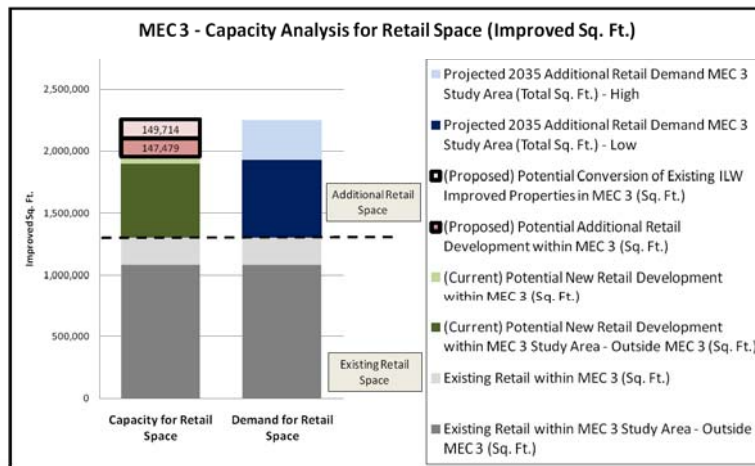 MEC 3 - Capacity Analysis for Retail Space (Improved Sq. Ft.)
Improved Sq. Ft.
2,500,000
2,000,000
1,500,000
1,000,000
500,000
0
149,714
147,479
Additional Retail
Space
Existing Retail
Space
Capacity for Retail
Space
Demand for Retail
Space
Projected 2035 Additional Retail Demand MEC 3
Study Area (Total Sq. Ft.) - High
Projected 2035 Additional Retail Demand MEC 3
Study Area (Total Sq. Ft.) - Low
(Proposed) Potential Conversion of Existing ILW
Improved Properties in MEC 3 (Sq. Ft.)
(Proposed) Potential Additional Retail
Development within MEC 3 (Sq. Ft.)
(Current) Potential New Retail Development
within MEC 3 (Sq. Ft.)
(Current) Potential New Retail Development
within MEC 3 Study Area - Outside MEC 3 (Sq. Ft.)
Existing Retail within MEC 3 (Sq. Ft.)
Existing Retail within MEC 3 Study Area - Outside
MEC 3 (Sq. Ft.)